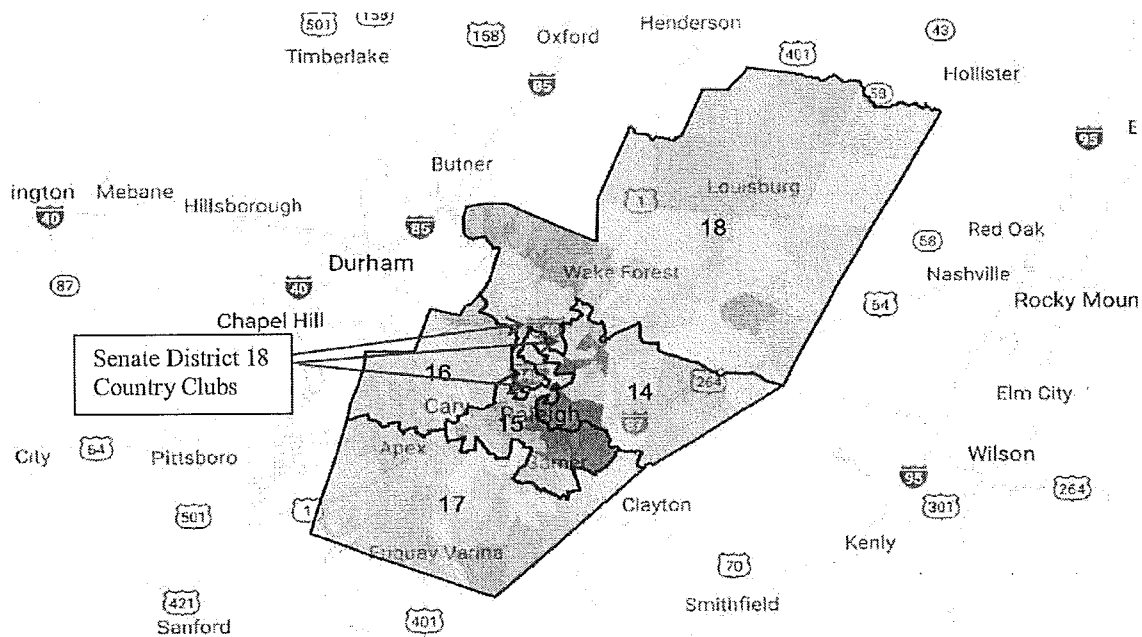 501
158
158
Oxford
Henderson
401
43
Timberlake
Hollister
85
58
95
Butner
ington
Mebane
Hillsborough
40
85
1
Louisburg
18
58
Red Oak
Durham
Wake Forest
Nashville
87
40
64
Rocky Moun
Chapel Hill
Senate District 18
Country Clubs
16
14
264
Cary
Raleigh
15
Elm City
City
54
Pittsboro
Apex
Garner
Wilson
95
264
501
1
17
Clayton
301
Fuquay Varina
Kenly
70
421
Sanford
401
Smithfield